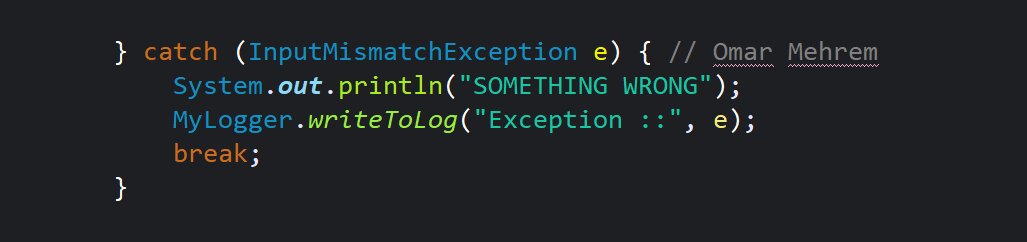 } catch (InputMismatchException e) { // Omar Mehrem
System.out.println("SOMETHING WRONG");
MyLogger.writeToLog("Exception ::", e);
break;
}